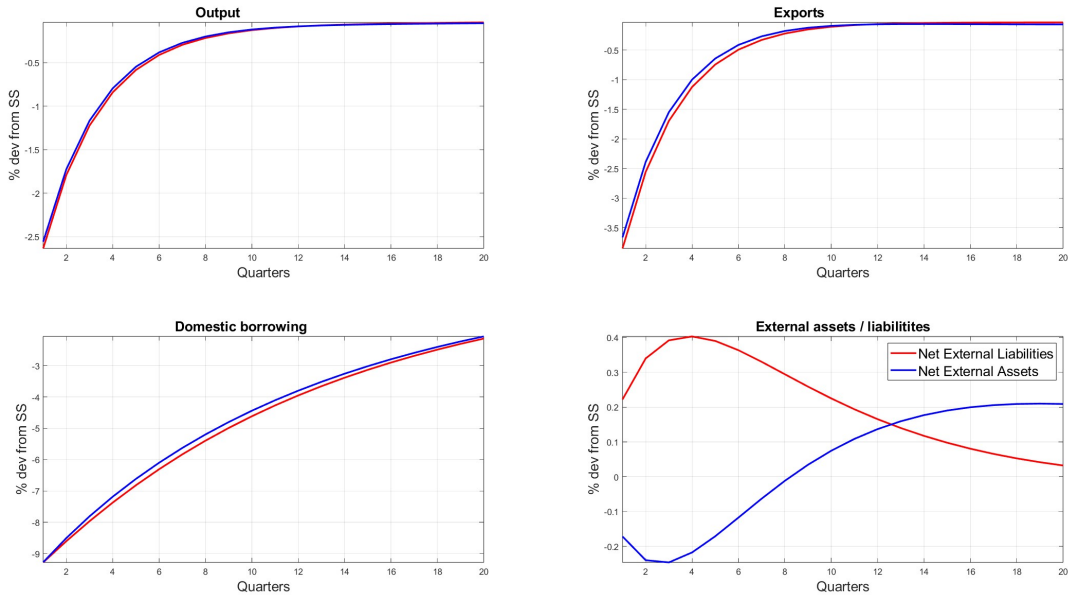 Output
% dev from SS
-0.5
-1
-1.5
-2
-2.5
2 4 6 8 10 12 14 16 18 20
Quarters
Exports
% dev from SS
-0.5
-1
-1.5
-2
-2.5
-3
-3.5
2 4 6 8 10 12 14 16 18 20
Quarters
Domestic borrowing
% dev from SS
-3
-4
-5
-6
-7
-8
-9
2 4 6 8 10 12 14 16 18 20
Quarters
External assets / liabilitites
% dev from SS
0.4
0.3
0.2
0.1
0
-0.1
-0.2
Net External Liabilities
Net External Assets
2 4 6 8 10 12 14 16 18 20
Quarters